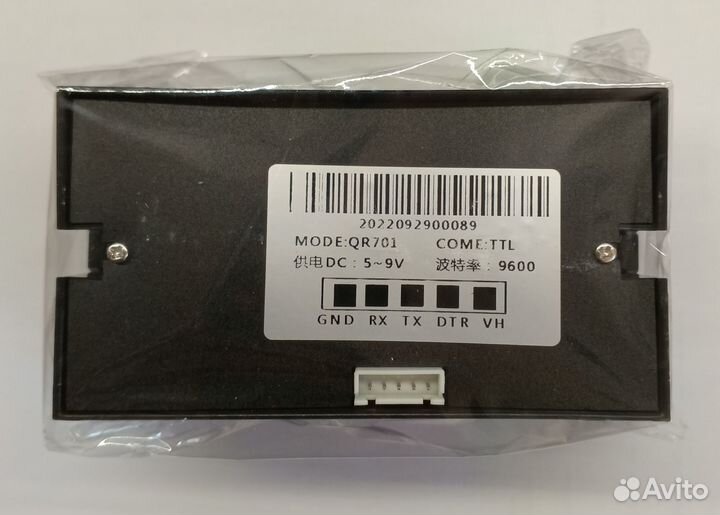 2022092900089
MODE:QR701 COME:TTL
供电DC：5~9V 波特率：9600
GND RX TX DTR VH
Avito